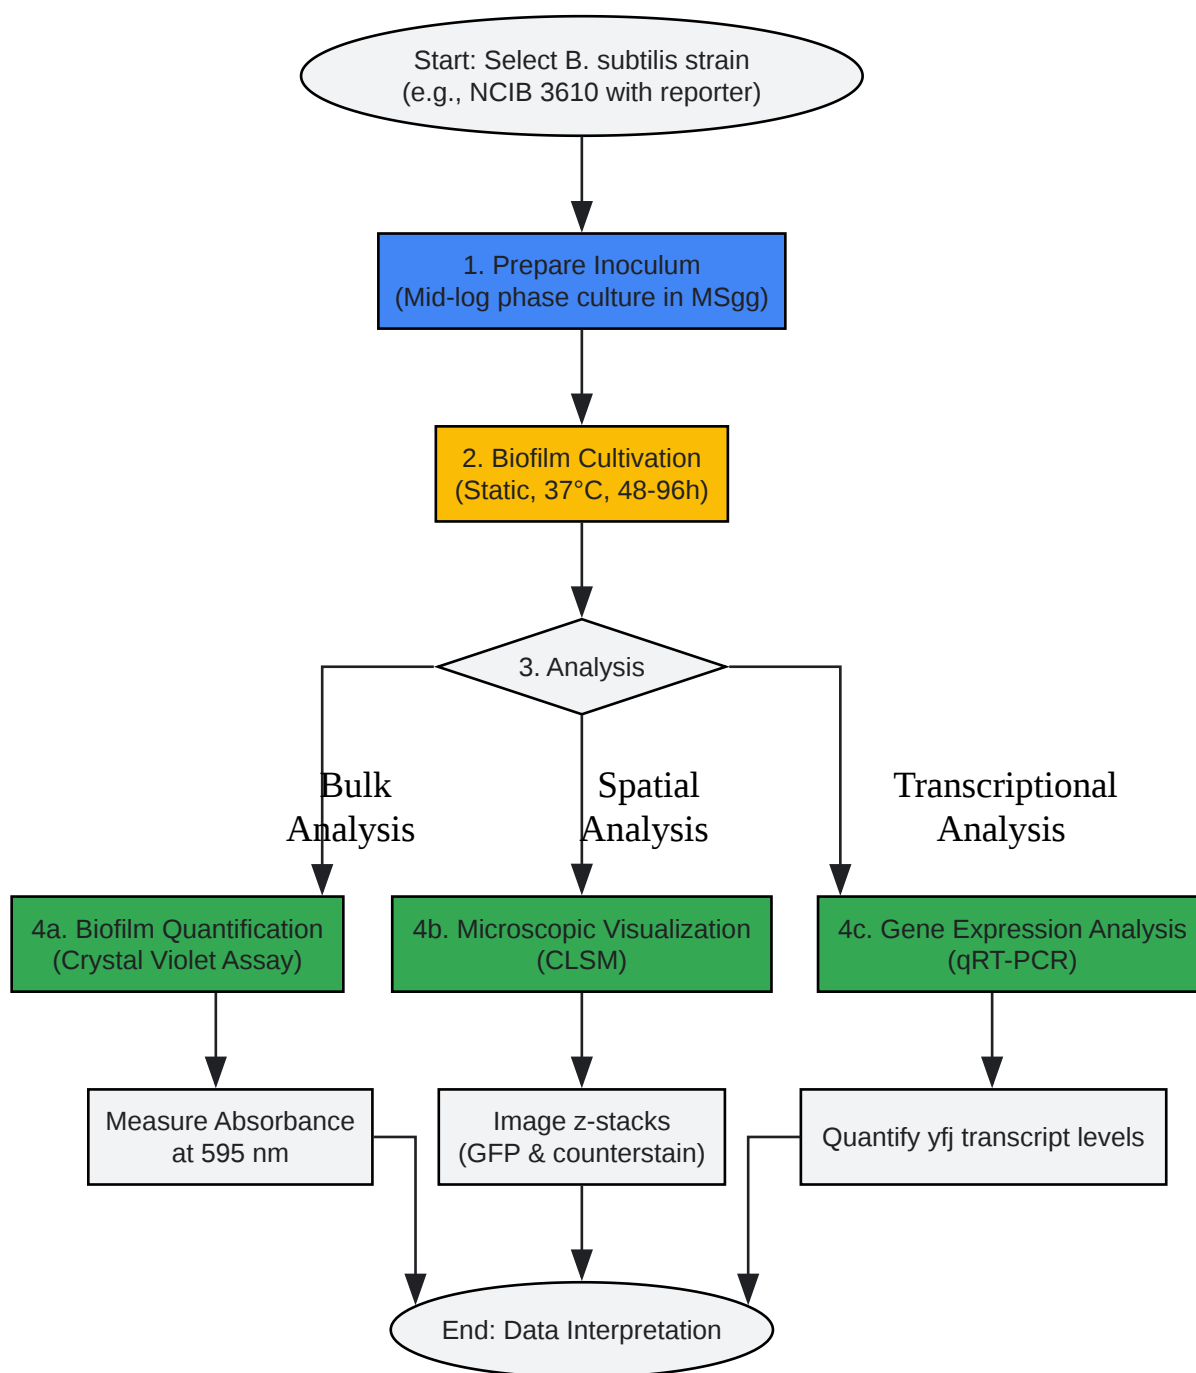 Start: Select B. subtilis strain
(e.g., NCIB 3610 with reporter)
1. Prepare Inoculum
(Mid-log phase culture in MSgg)
2. Biofilm Cultivation
(Static, 37°C, 48-96h)
3. Analysis
Bulk
Analysis
Spatial
Analysis
Transcriptional
Analysis
4a. Biofilm Quantification
(Crystal Violet Assay)
4b. Microscopic Visualization
(CLSM)
4c. Gene Expression Analysis
(qRT-PCR)
Measure Absorbance
at 595 nm
Image z-stacks
(GFP & counterstain)
Quantify yfj transcript levels
End: Data Interpretation